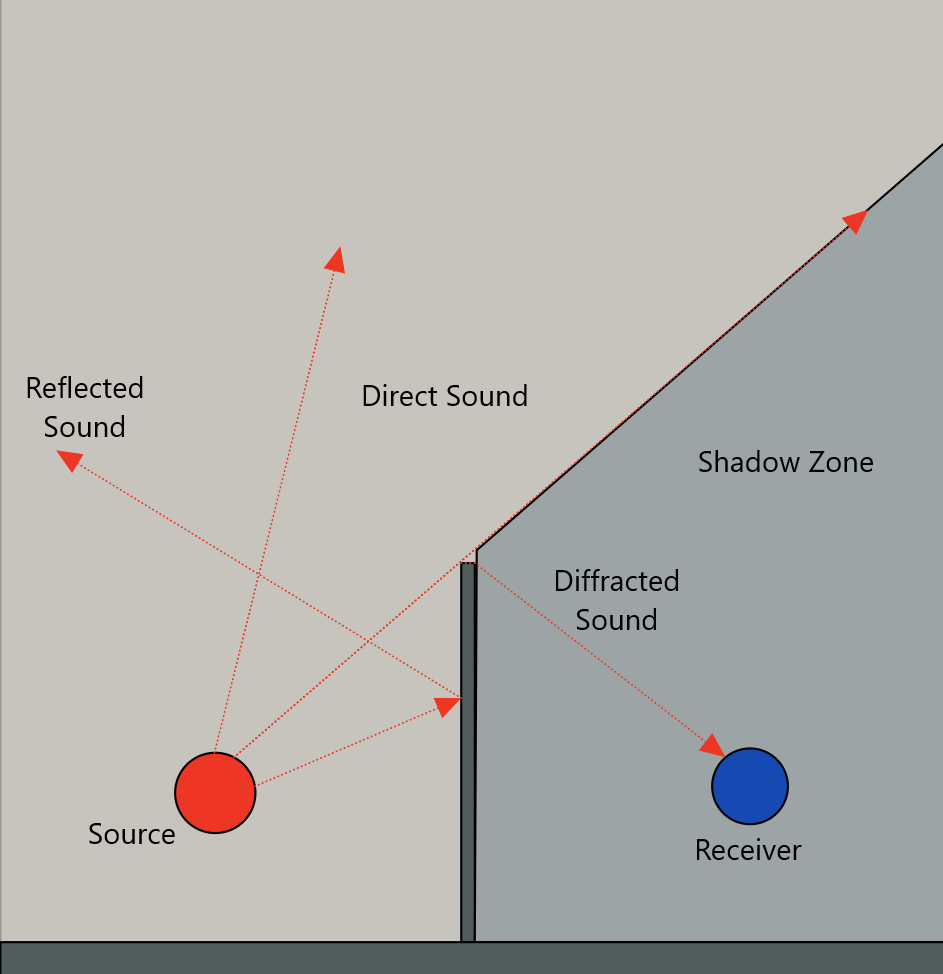 Reflected
Sound
Direct Sound
Shadow Zone
Diffracted
Sound
Source
Receiver